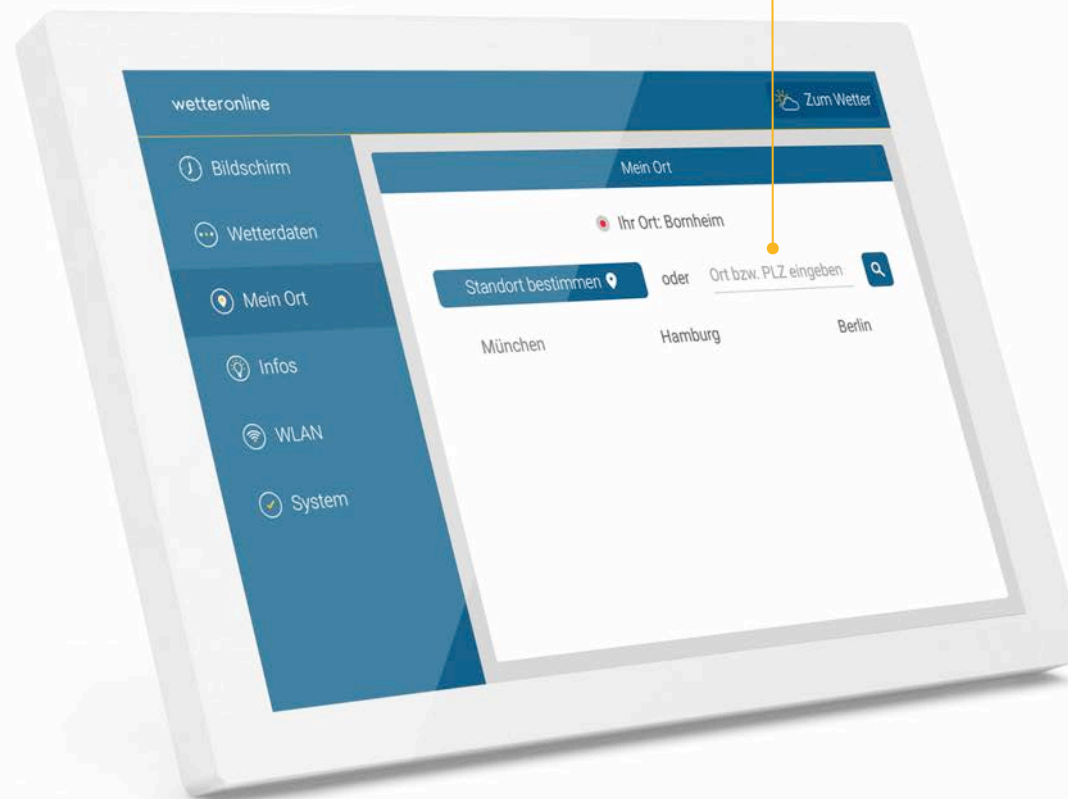 wetteronline
Zum Wetter
Bildschirm
Wetterdaten
Mein Ort
Infos
WLAN
System
Mein Ort
Ihr Ort: Bornheim
Standort bestimmen
oder
Ort bzw. PLZ eingeben
München
Hamburg
Berlin